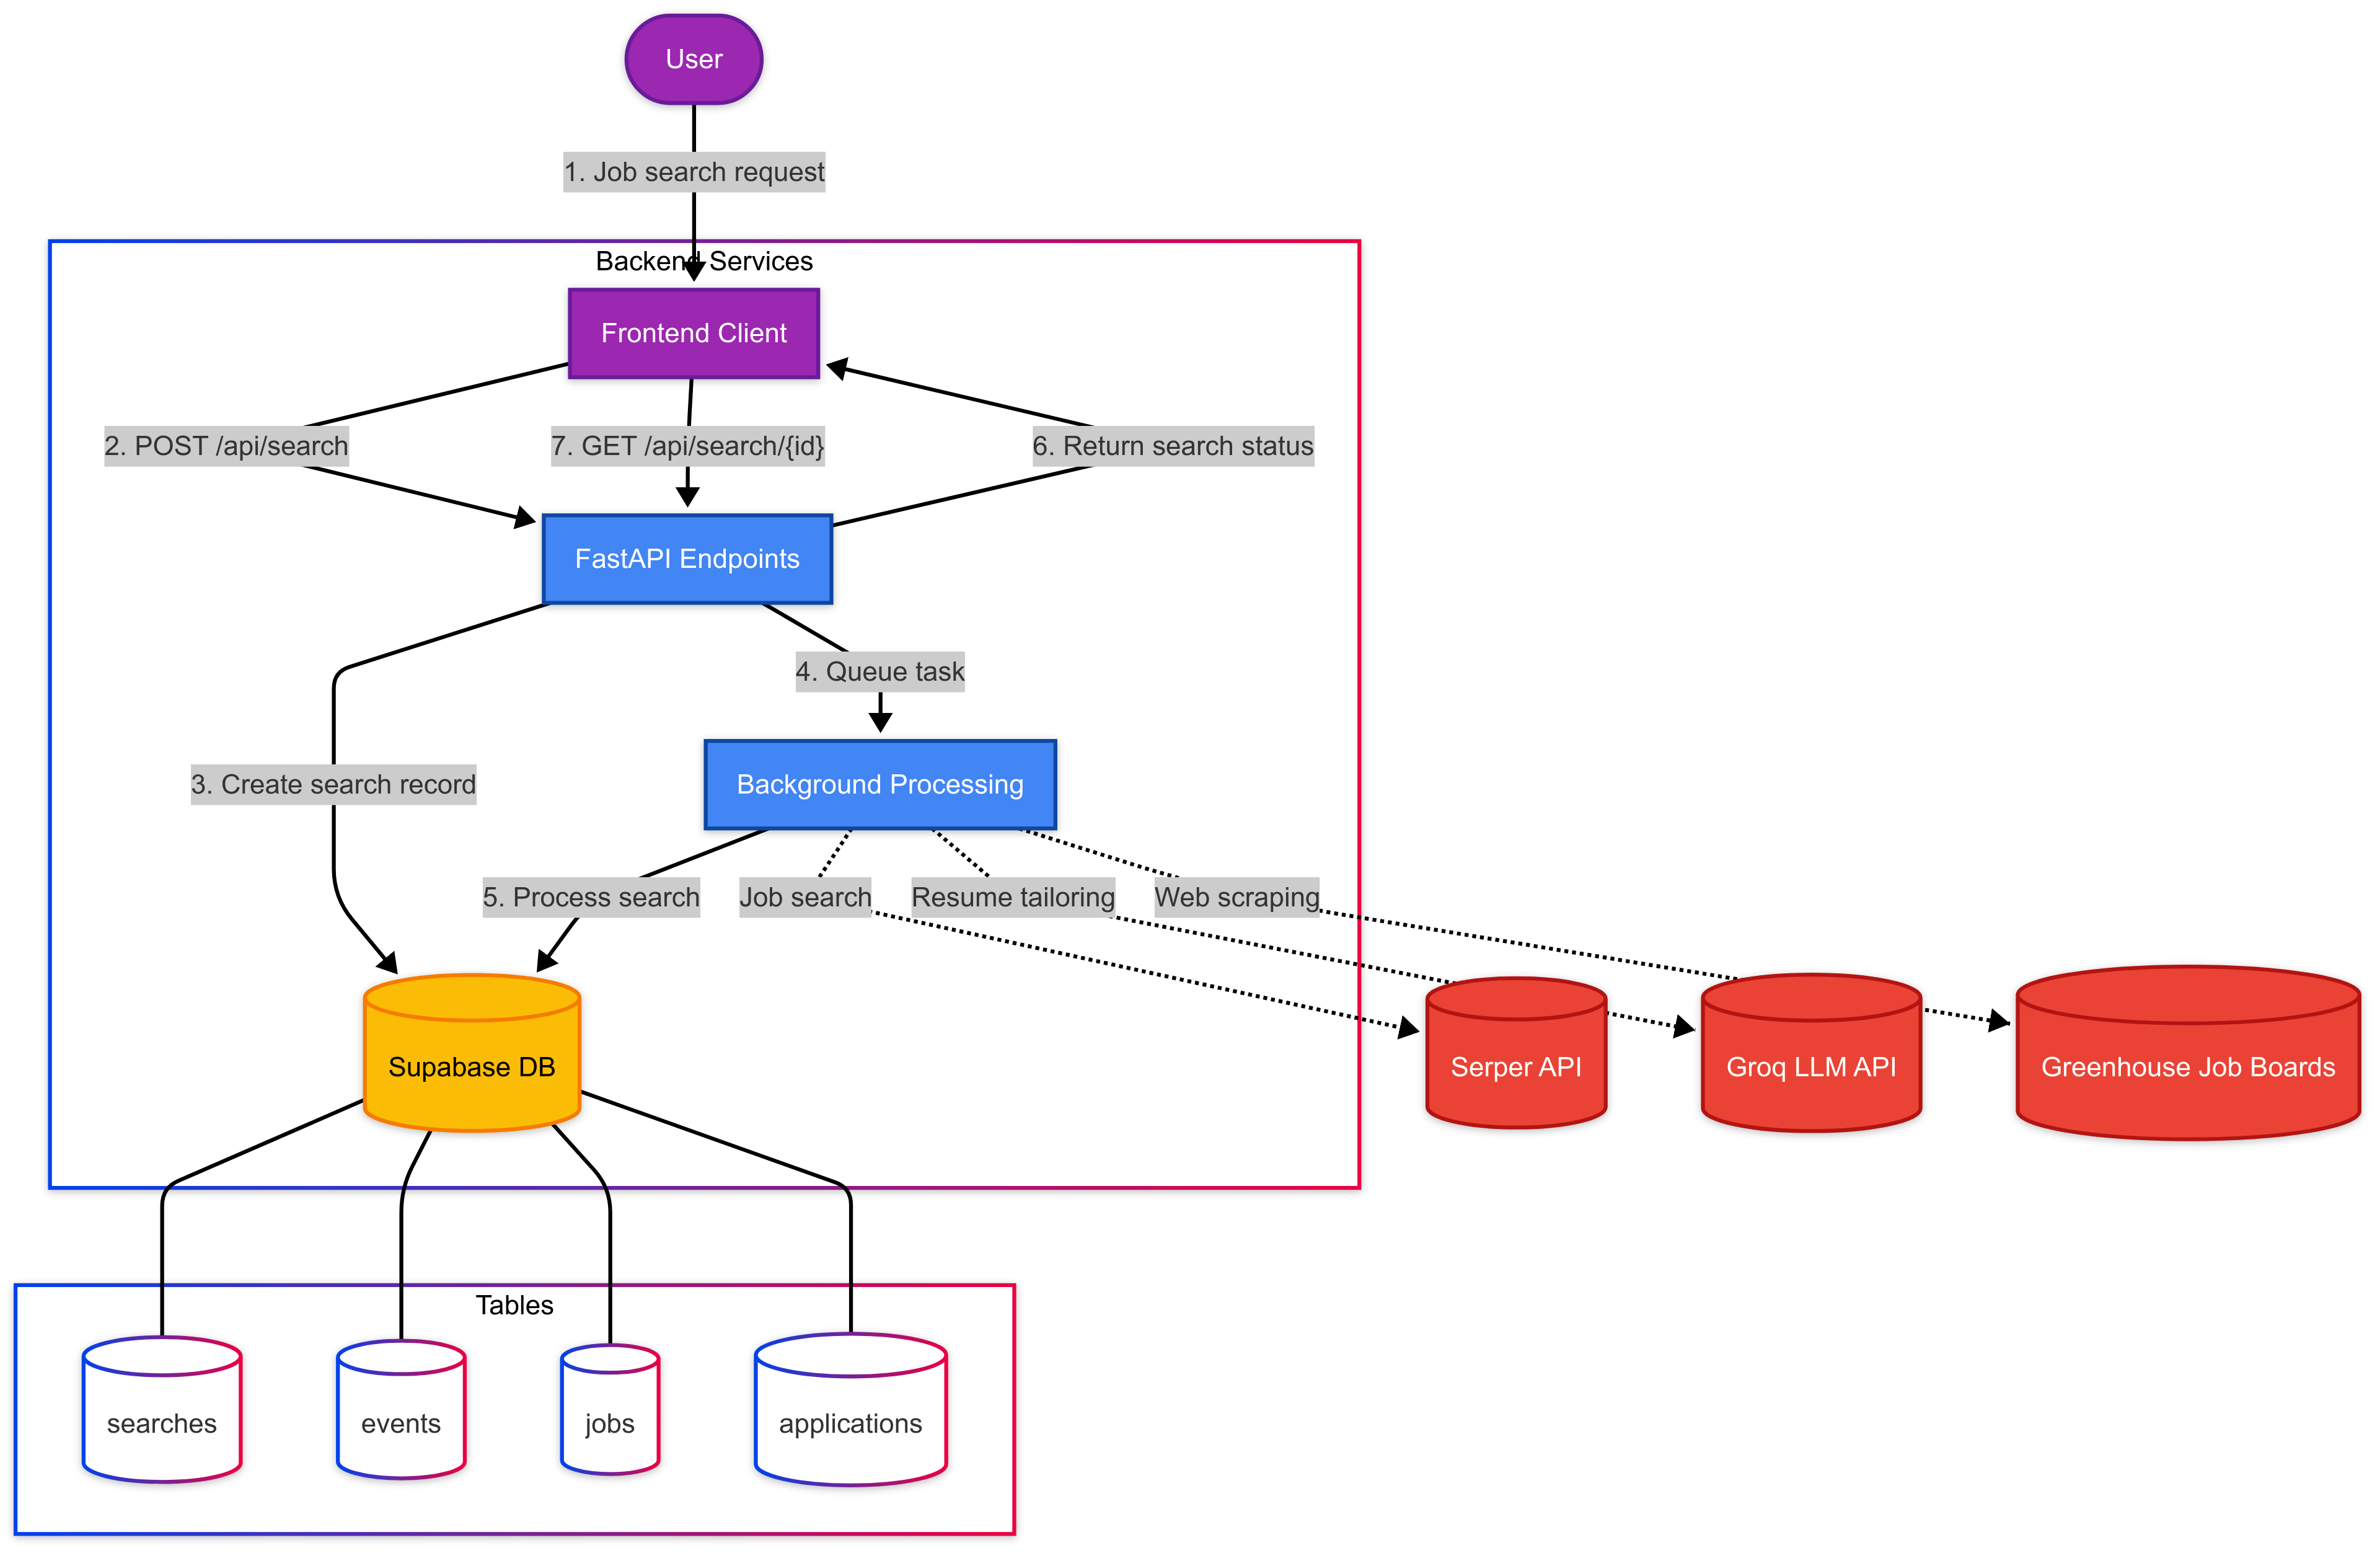 User
1. Job search request
Backend Services
Frontend Client
2. POST /api/search
7. GET /api/search/{id}
6. Return search status
FastAPI Endpoints
4. Queue task
3. Create search record
Background Processing
5. Process search
Job search
Resume tailoring
Web scraping
Supabase DB
Serper API
Groq LLM API
Greenhouse Job Boards
Tables
searches
events
jobs
applications